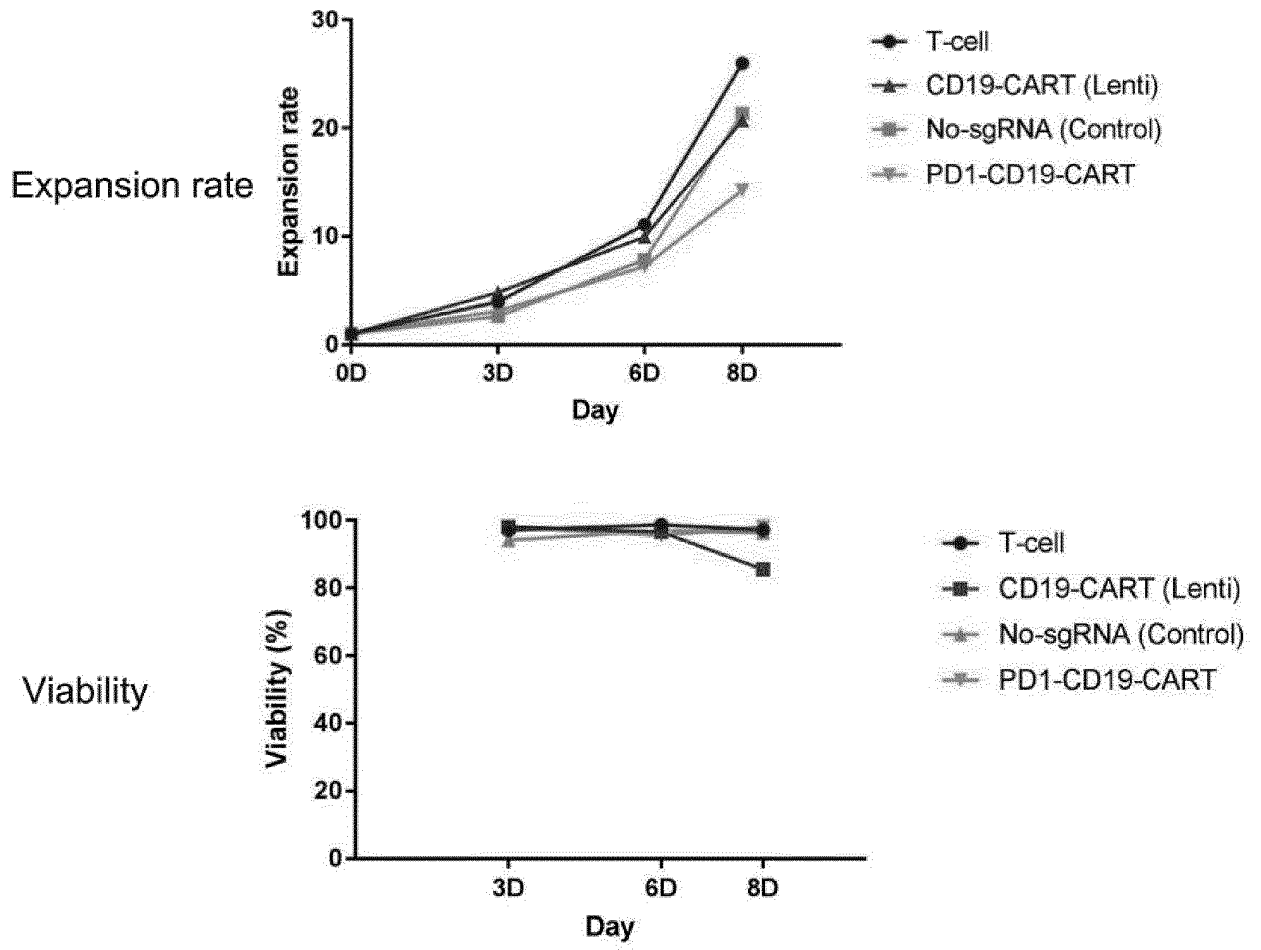 Expansion rate
Expansion rate
30
20
10
0
0D 3D 6D 8D
Day
T-cell
CD19-CART (Lenti)
No-sgRNA (Control)
PD1-CD19-CART
Viability
Viability (%)
100
80
60
40
20
0
3D 6D 8D
Day
T-cell
CD19-CART (Lenti)
No-sgRNA (Control)
PD1-CD19-CART